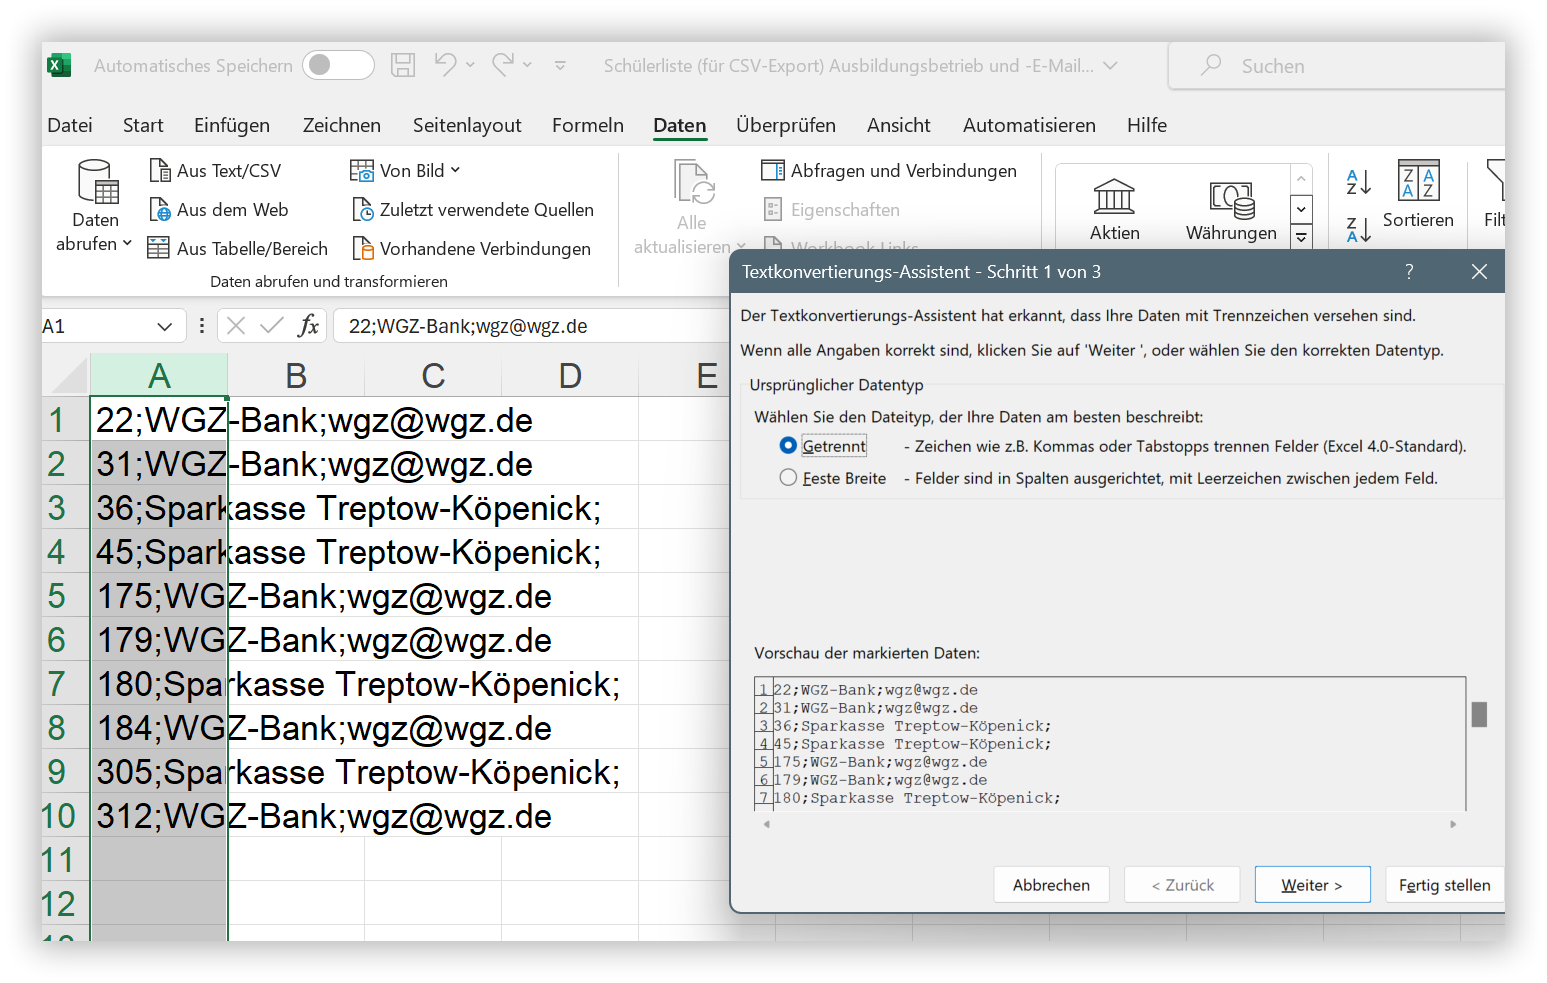 Automatisches Speichern
Schülerliste (für CSV-Export) Ausbildungsbetrieb und -E-Mail...
Suchen
Datei Start Einfügen Zeichnen Seitenlayout Formeln Daten Überprüfen Ansicht Automatisieren Hilfe
Daten abrufen
Aus Text/CSV
Aus dem Web
Aus Tabelle/Bereich
Von Bild
Zuletzt verwendete Quellen
Vorhandene Verbindungen
Daten abrufen und transformieren
Alle aktualisieren
Abfragen und Verbindungen
Eigenschaften
Workbook Links
Aktien
Währungen
Sortieren
Filt
A1
fx
22;WGZ-Bank;wgz@wgz.de
A B C D E
1 22;WGZ-Bank;wgz@wgz.de
2 31;WGZ-Bank;wgz@wgz.de
3 36;Sparkasse Treptow-Köpenick;
4 45;Sparkasse Treptow-Köpenick;
5 175;WGZ-Bank;wgz@wgz.de
6 179;WGZ-Bank;wgz@wgz.de
7 180;Sparkasse Treptow-Köpenick;
8 184;WGZ-Bank;wgz@wgz.de
9 305;Sparkasse Treptow-Köpenick;
10 312;WGZ-Bank;wgz@wgz.de
11
12
Textkonvertierungs-Assistent - Schritt 1 von 3
?
Der Textkonvertierungs-Assistent hat erkannt, dass Ihre Daten mit Trennzeichen versehen sind.
Wenn alle Angaben korrekt sind, klicken Sie auf 'Weiter ', oder wählen Sie den korrekten Datentyp.
Ursprünglicher Datentyp
Wählen Sie den Dateityp, der Ihre Daten am besten beschreibt:
Getrennt - Zeichen wie z.B. Kommas oder Tabstopps trennen Felder (Excel 4.0-Standard).
Feste Breite - Felder sind in Spalten ausgerichtet, mit Leerzeichen zwischen jedem Feld.
Vorschau der markierten Daten:
1 22;WGZ-Bank;wgz@wgz.de
2 31;WGZ-Bank;wgz@wgz.de
3 36;Sparkasse Treptow-Köpenick;
4 45;Sparkasse Treptow-Köpenick;
5 175;WGZ-Bank;wgz@wgz.de
6 179;WGZ-Bank;wgz@wgz.de
7 180;Sparkasse Treptow-Köpenick;
Abbrechen
< Zurück
Weiter >
Fertig stellen